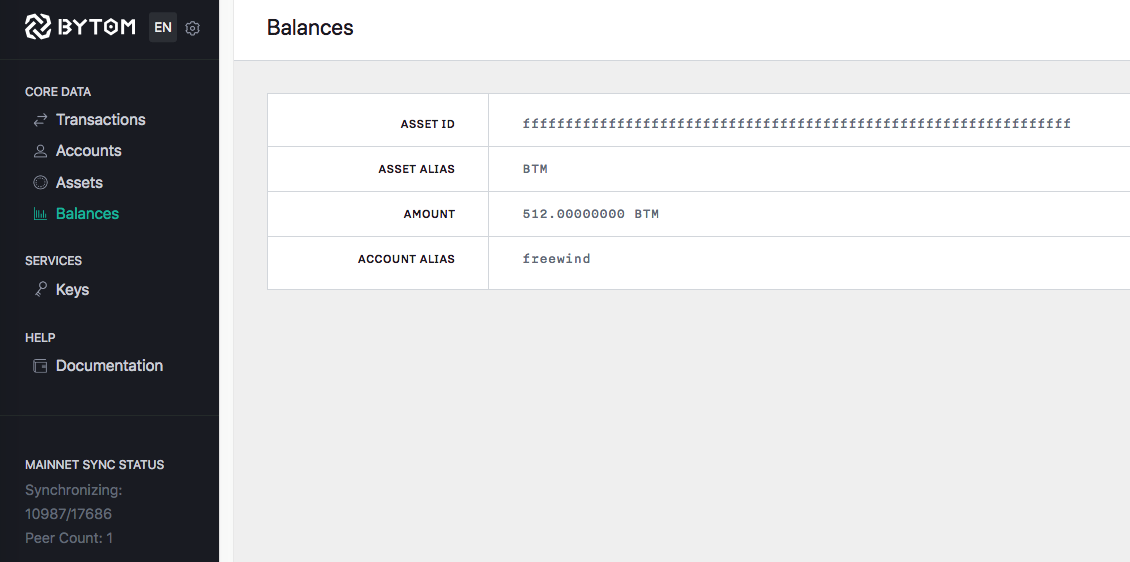 BYTOM EN
Balances
CORE DATA
Transactions
Accounts
Assets
Balances
SERVICES
Keys
HELP
Documentation
MAINNET SYNC STATUS
Synchronizing:
10987/17686
Peer Count: 1
ASSET ID ffffffffffffffffffffffffffffffffffffffffffffffffffffffffffffffff
ASSET ALIAS BTM
AMOUNT 512.00000000 BTM
ACCOUNT ALIAS freewind